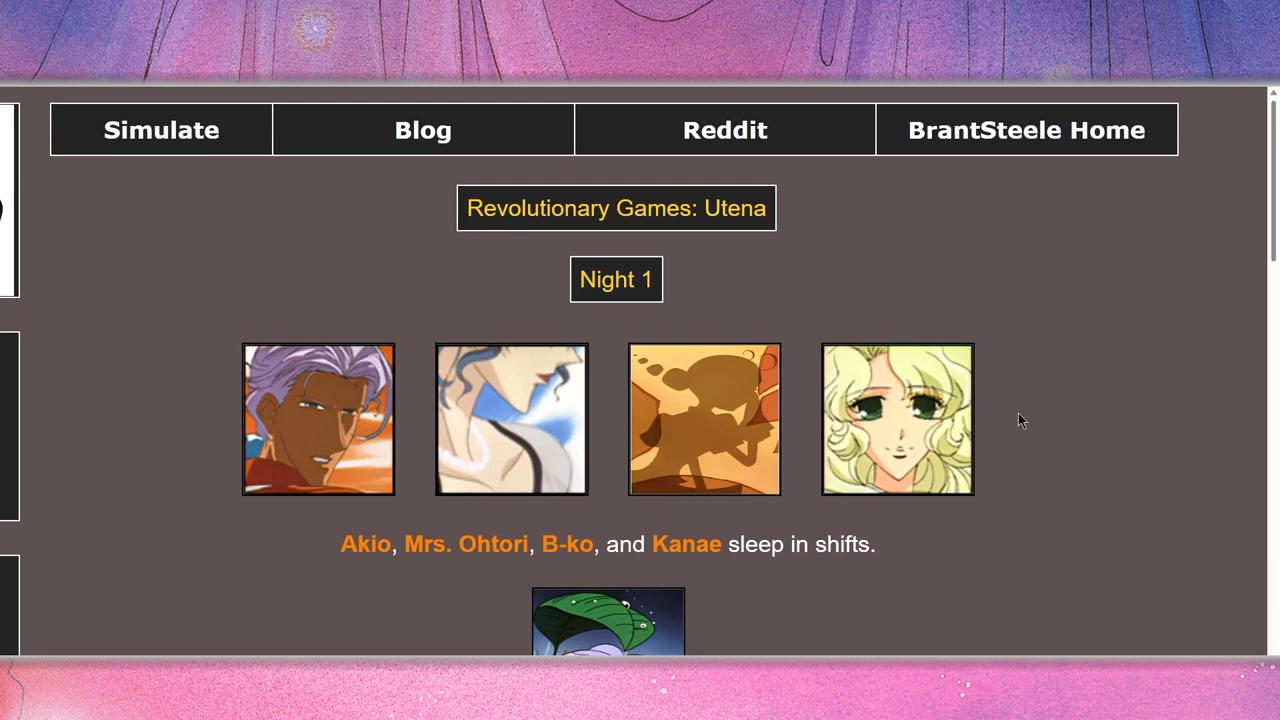 Simulate Blog Reddit BrantSteele Home
Revolutionary Games: Utena
Night 1
Akio, Mrs. Ohtori, B-ko, and Kanae sleep in shifts.